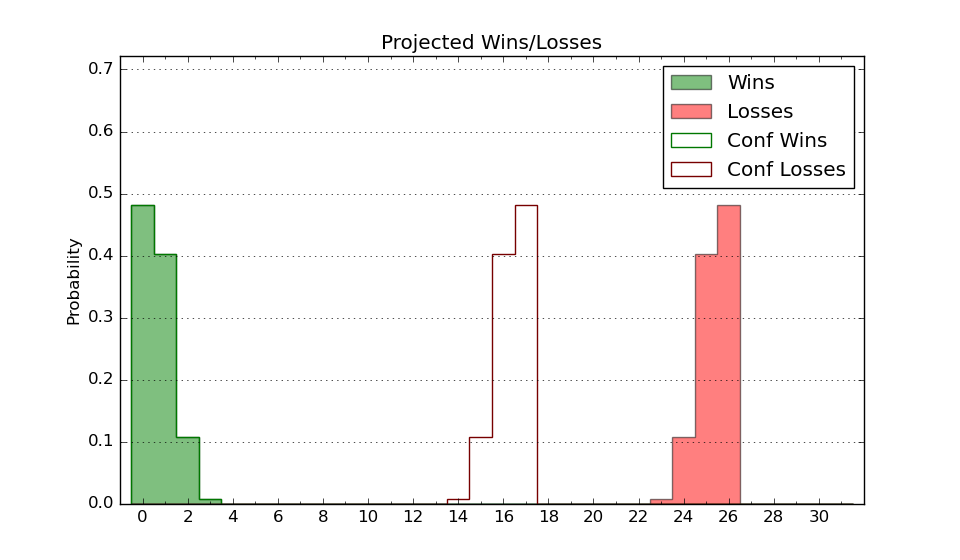 Projected Wins/Losses
0.7
0.6
0.5
0.4
0.3
0.2
0.1
0.0
Probability
Wins
Losses
Conf Wins
Conf Losses
0 2 4 6 8 10 12 14 16 18 20 22 24 26 28 30